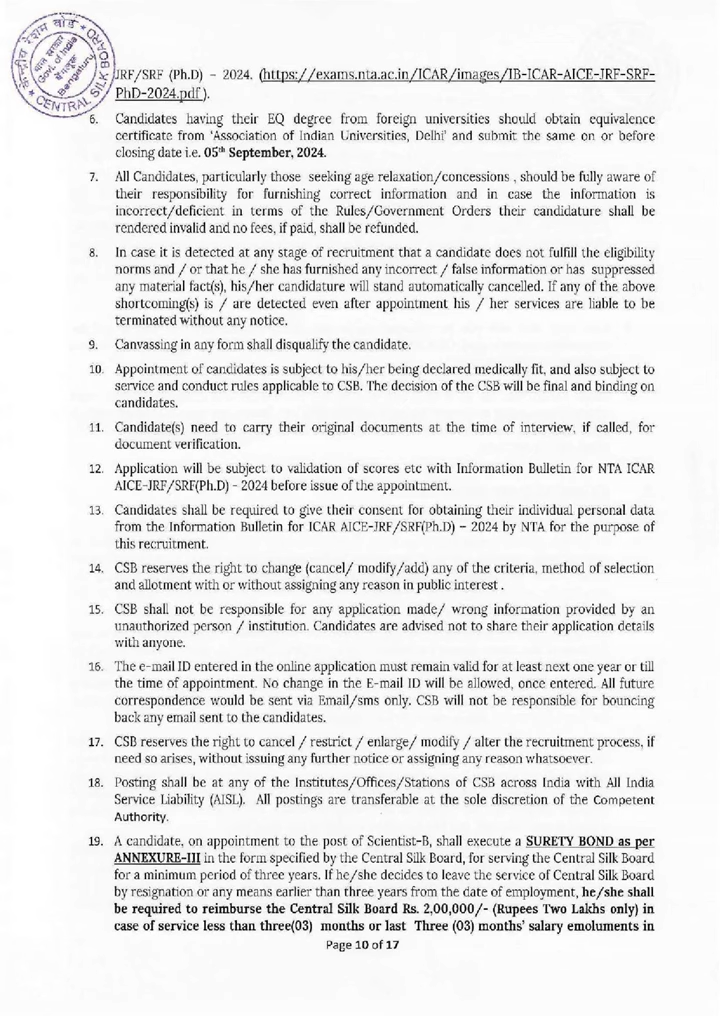 केन्द्रीय रेशम बोर्ड
भारत सरकार
Govt. of India
बेंगलूरु
Bengaluru
CENTRAL SILK BOARD
JRF/SRF (Ph.D) – 2024. (https://exams.nta.ac.in/ICAR/images/IB-ICAR-AICE-JRF-SRF-
PhD-2024.pdf ).
6. Candidates having their EQ degree from foreign universities should obtain equivalence
certificate from 'Association of Indian Universities, Delhi' and submit the same on or before
closing date i.e. 05th September, 2024.
7. All Candidates, particularly those seeking age relaxation/concessions , should be fully aware of
their responsibility for furnishing correct information and in case the information is
incorrect/deficient in terms of the Rules/Government Orders their candidature shall be
rendered invalid and no fees, if paid, shall be refunded.
8. In case it is detected at any stage of recruitment that a candidate does not fulfill the eligibility
norms and / or that he / she has furnished any incorrect / false information or has suppressed
any material fact(s), his/her candidature will stand automatically cancelled. If any of the above
shortcoming(s) is / are detected even after appointment his / her services are liable to be
terminated without any notice.
9. Canvassing in any form shall disqualify the candidate.
10. Appointment of candidates is subject to his/her being declared medically fit, and also subject to
service and conduct rules applicable to CSB. The decision of the CSB will be final and binding on
candidates.
11. Candidate(s) need to carry their original documents at the time of interview, if called, for
document verification.
12. Application will be subject to validation of scores etc with Information Bulletin for NTA ICAR
AICE-JRF/SRF(Ph.D) – 2024 before issue of the appointment.
13. Candidates shall be required to give their consent for obtaining their individual personal data
from the Information Bulletin for ICAR AICE-JRF/SRF(Ph.D) – 2024 by NTA for the purpose of
this recruitment.
14. CSB reserves the right to change (cancel/ modify/add) any of the criteria, method of selection
and allotment with or without assigning any reason in public interest .
15. CSB shall not be responsible for any application made/ wrong information provided by an
unauthorized person / institution. Candidates are advised not to share their application details
with anyone.
16. The e-mail ID entered in the online application must remain valid for at least next one year or till
the time of appointment. No change in the E-mail ID will be allowed, once entered. All future
correspondence would be sent via Email/sms only. CSB will not be responsible for bouncing
back any email sent to the candidates.
17. CSB reserves the right to cancel / restrict / enlarge/ modify / alter the recruitment process, if
need so arises, without issuing any further notice or assigning any reason whatsoever.
18. Posting shall be at any of the Institutes/Offices/Stations of CSB across India with All India
Service Liability (AISL). All postings are transferable at the sole discretion of the Competent
Authority.
19. A candidate, on appointment to the post of Scientist-B, shall execute a SURETY BOND as per
ANNEXURE-III in the form specified by the Central Silk Board, for serving the Central Silk Board
for a minimum period of three years. If he/she decides to leave the service of Central Silk Board
by resignation or any means earlier than three years from the date of employment, he/she shall
be required to reimburse the Central Silk Board Rs. 2,00,000/- (Rupees Two Lakhs only) in
case of service less than three(03) months or last Three (03) months' salary emoluments in
Page 10 of 17